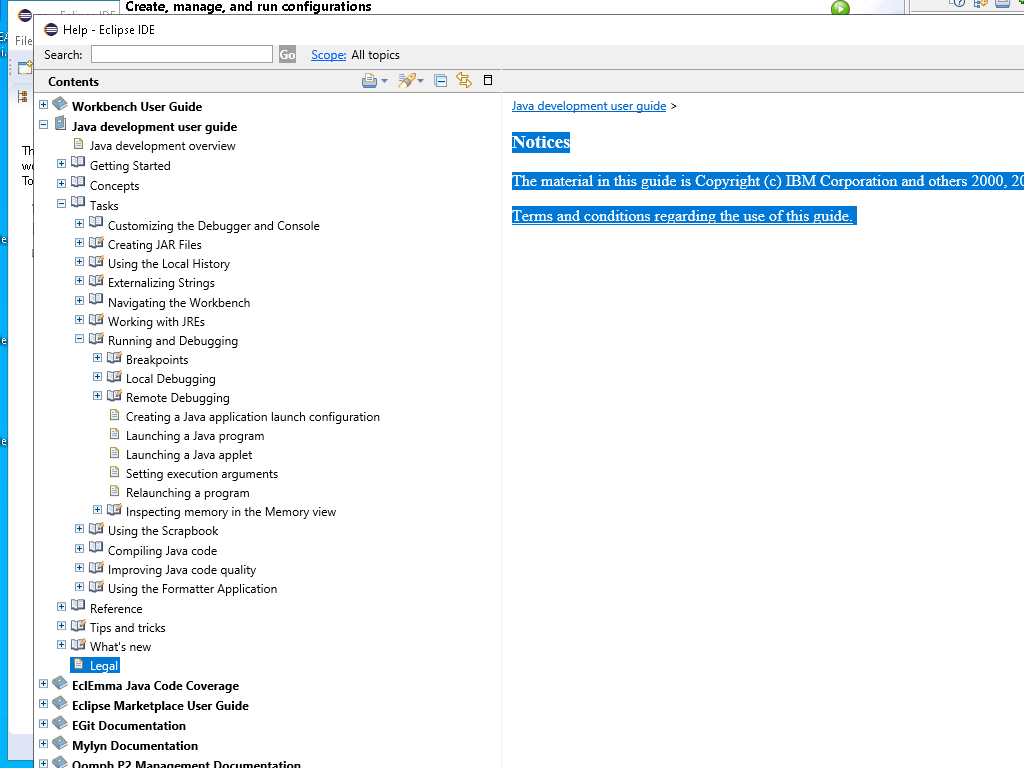 Create, manage, and run configurations
Eclipse IDE
Help - Eclipse IDE
File
Search:
Go
Scope: All topics
Contents
Workbench User Guide
Java development user guide
Java development overview
Getting Started
Concepts
Tasks
Customizing the Debugger and Console
Creating JAR Files
Using the Local History
Externalizing Strings
Navigating the Workbench
Working with JREs
Running and Debugging
Breakpoints
Local Debugging
Remote Debugging
Creating a Java application launch configuration
Launching a Java program
Launching a Java applet
Setting execution arguments
Relaunching a program
Inspecting memory in the Memory view
Using the Scrapbook
Compiling Java code
Improving Java code quality
Using the Formatter Application
Reference
Tips and tricks
What's new
Legal
EclEmma Java Code Coverage
Eclipse Marketplace User Guide
EGit Documentation
Mylyn Documentation
Oomph P2 Management Documentation
Java development user guide >
Notices
The material in this guide is Copyright (c) IBM Corporation and others 2000, 20
Terms and conditions regarding the use of this guide.